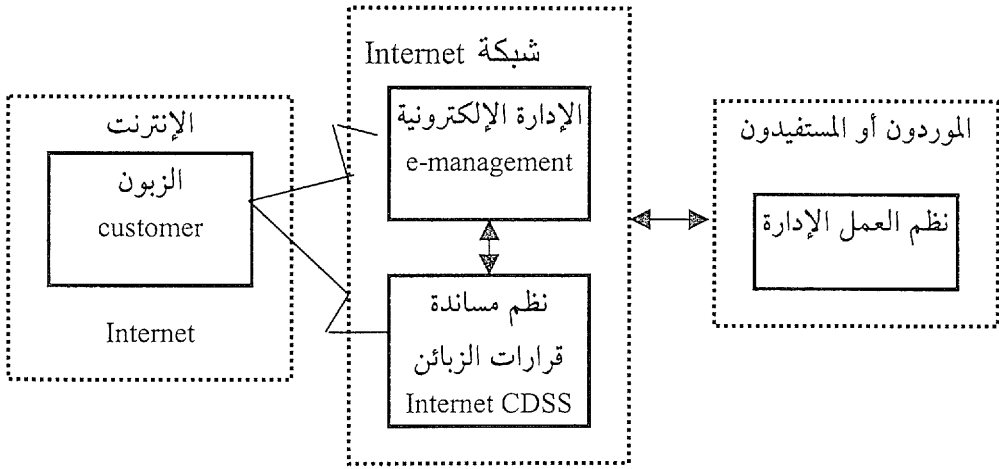 شبكة Internet
الإدارة الإلكترونية
e-management
نظم مساندة
قرارات الزبائن
Internet CDSS
الموردون أو المستفيدون
نظم العمل الإدارة
الإنترنت
الزبون
customer
Internet